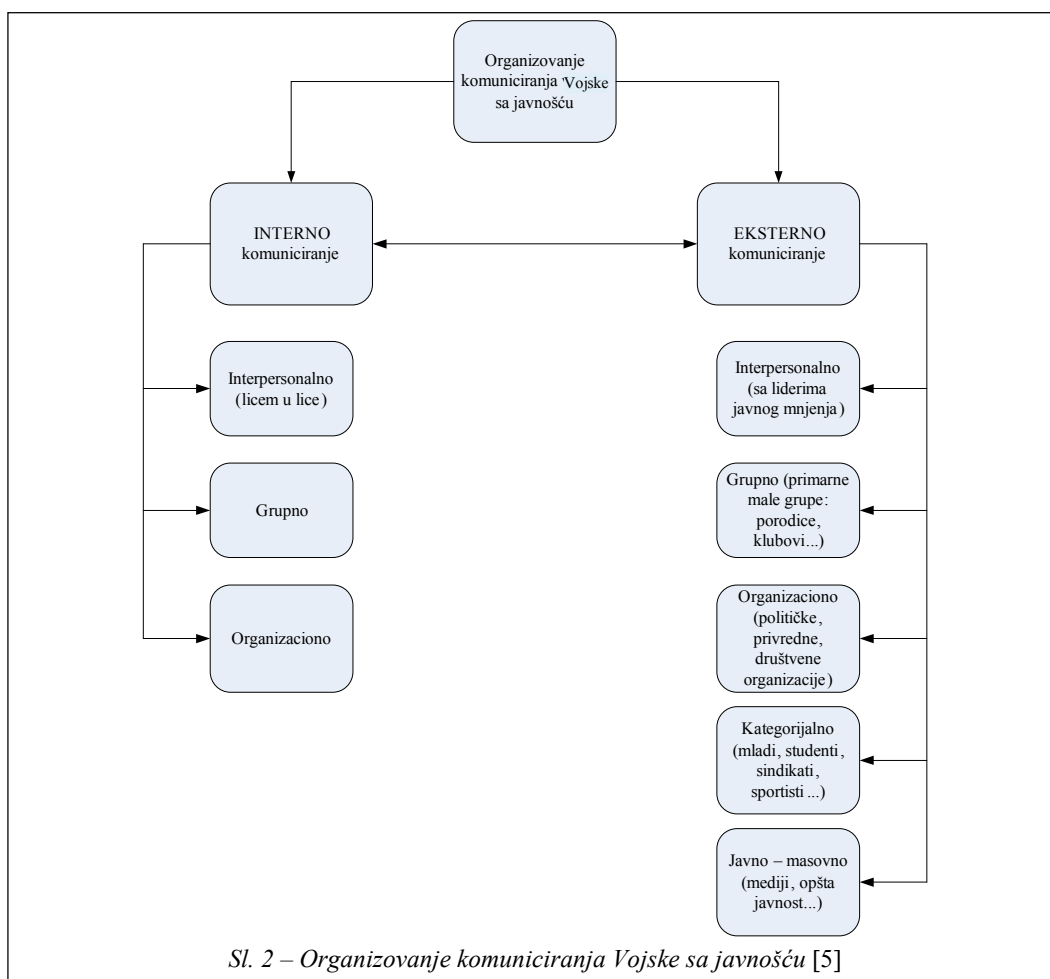 Organizovanje
komuniciranja Vojske
sa javnošću
INTERNO
komuniciranje
EKSTERNO
komuniciranje
Interpersonalno
(licem u lice)
Grupno
Organizaciono
Interpersonalno
(sa liderima
javnog mnjenja)
Grupno (primarne
male grupe:
porodice,
klubovi...)
Organizaciono
(političke,
privredne,
društvene
organizacije)
Kategorijalno
(mladi, studenti,
sindikati,
sportisti...)
Javno – masovno
(mediji, opšta
javnost...)
Sl. 2 – Organizovanje komuniciranja Vojske sa javnošću [5]